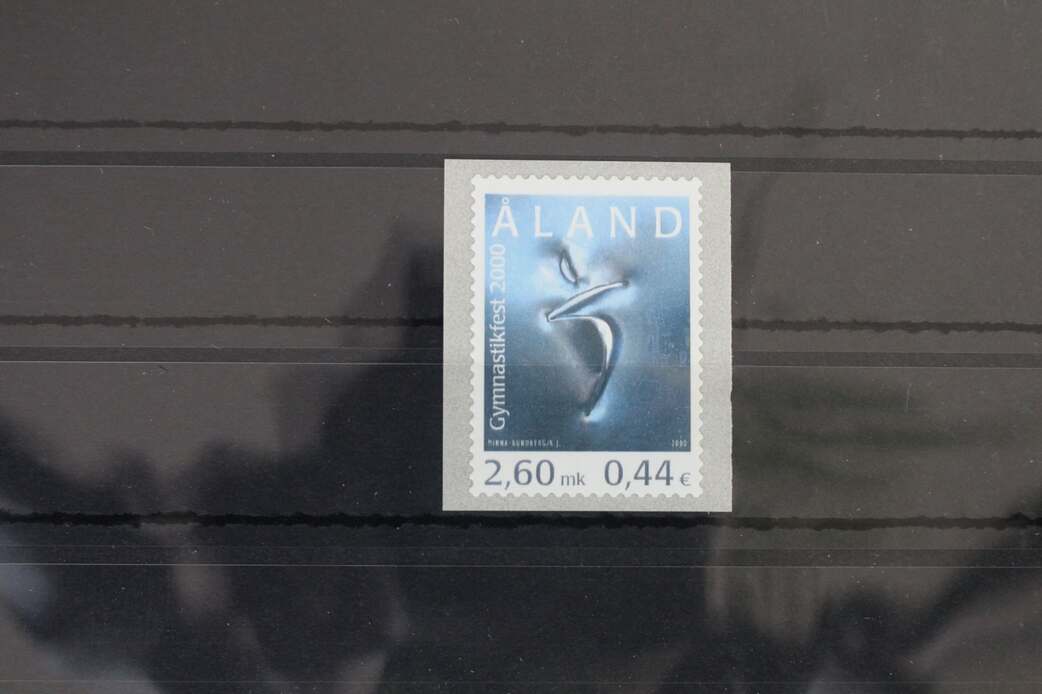 ÅLAND
Gymnastikfest 2000
2000
2,60 mk 0,44 €